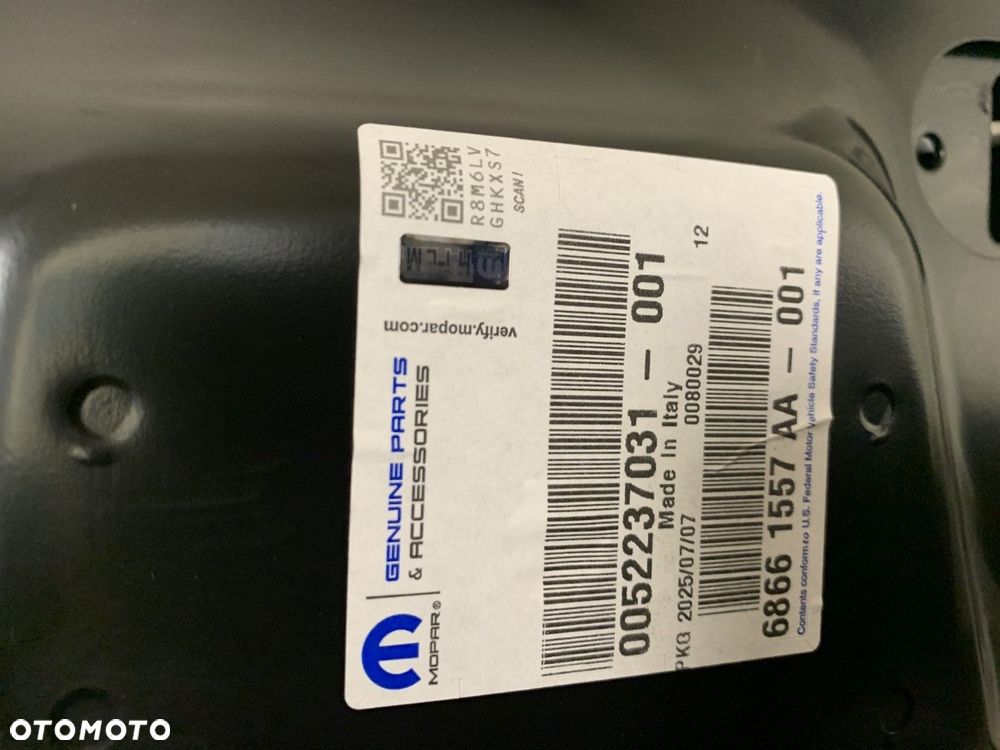 MOPAR®
GENUINE PARTS
& ACCESSORIES
verify.mopar.com
R8M6LV
GHKXS7
SCAN!
0052237031 — 001
Made In Italy
PKG 2025/07/07
0080029
12
6866 1557 AA — 001
Contents conform to U.S. Federal Motor Vehicle Safety Standards, if any are applicable.
OTOMOTO